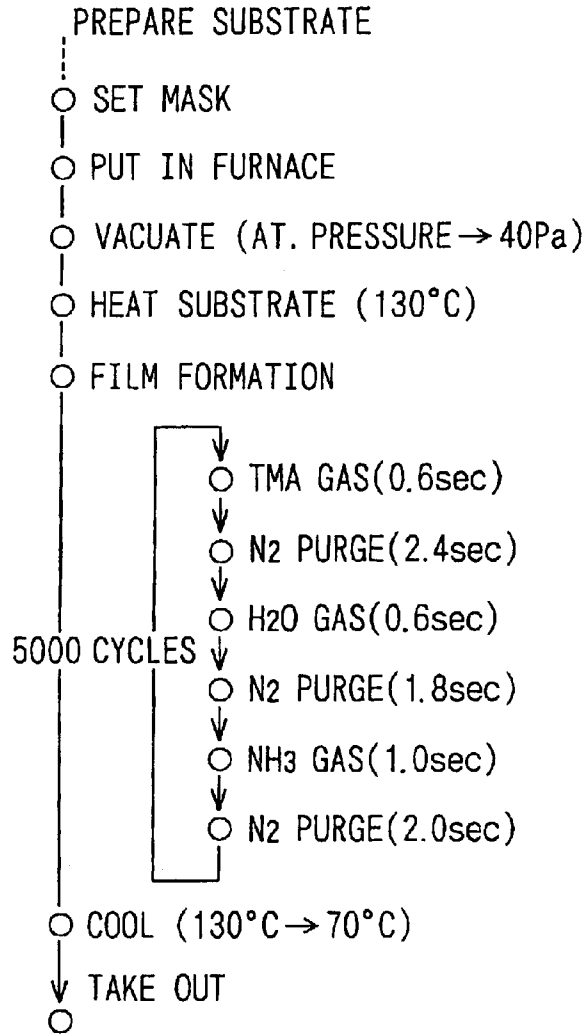 PREPARE SUBSTRATE
SET MASK
PUT IN FURNACE
VACUATE (AT. PRESSURE→40Pa)
HEAT SUBSTRATE (130°C)
FILM FORMATION
TMA GAS(0.6sec)
N2 PURGE(2.4sec)
H2O GAS(0.6sec)
5000 CYCLES
N2 PURGE(1.8sec)
NH3 GAS(1.0sec)
N2 PURGE(2.0sec)
COOL (130°C→70°C)
TAKE OUT